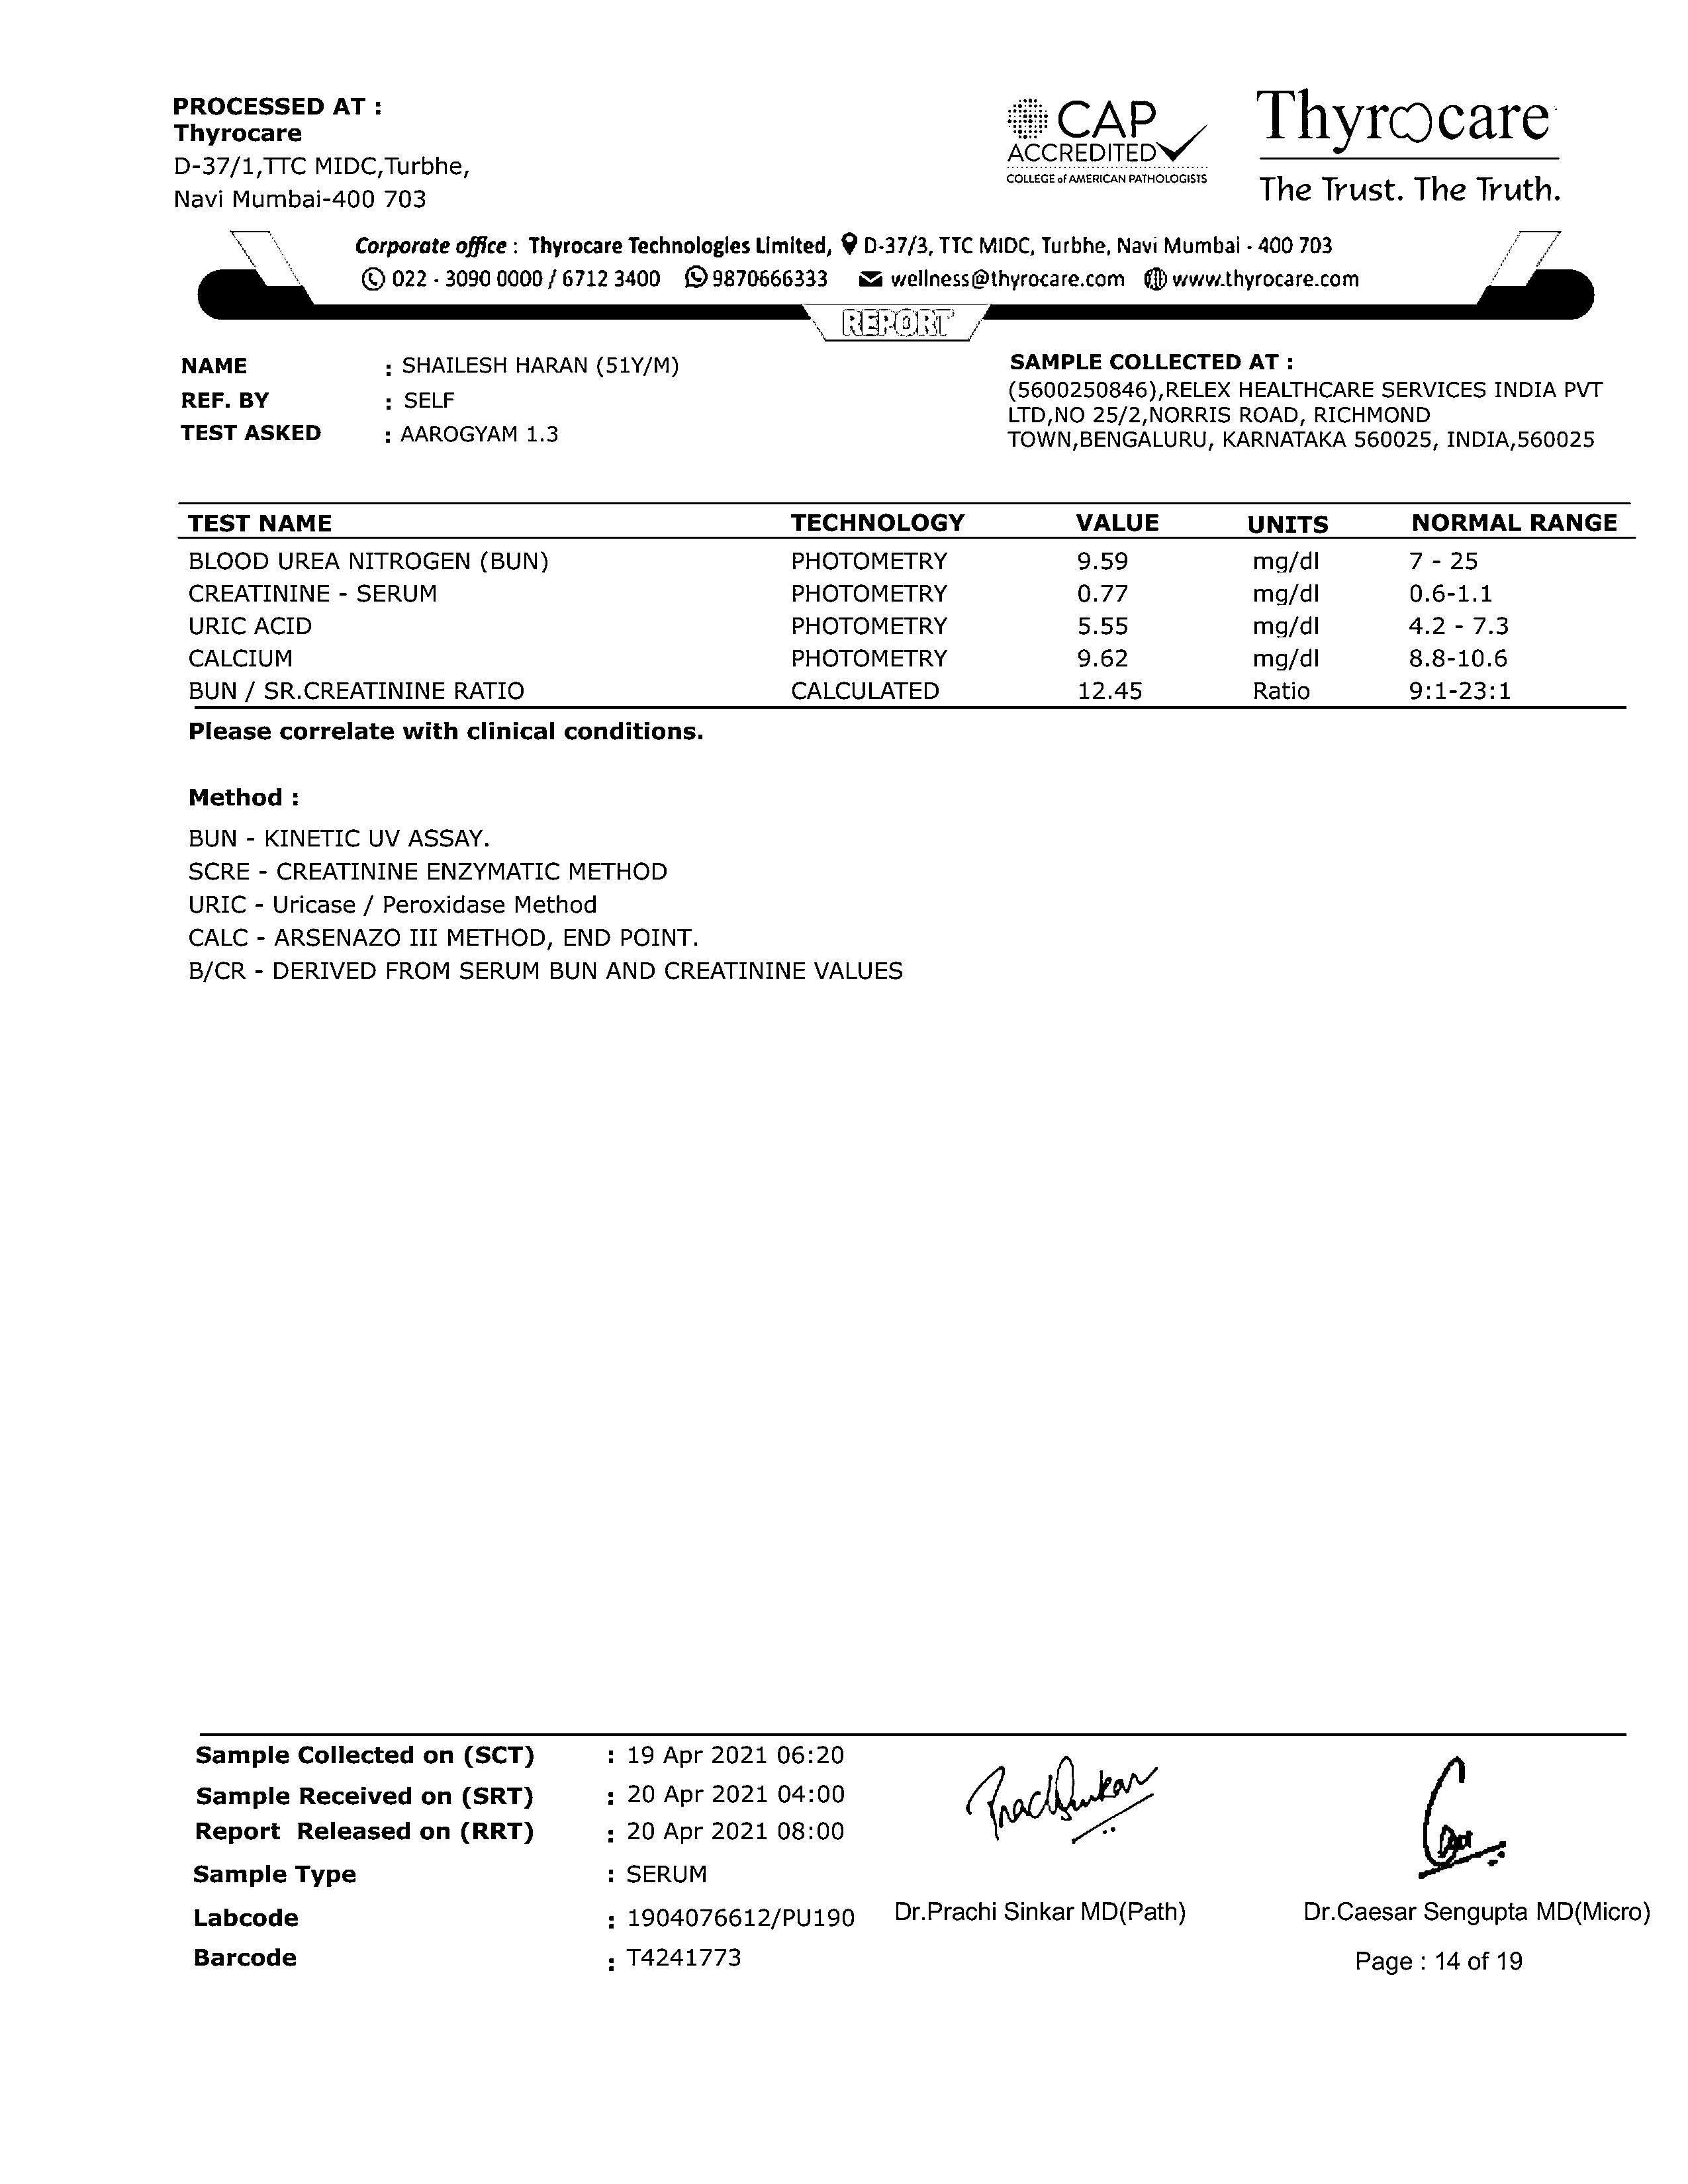 PROCESSED AT :
Thyrocare
D-37/1,TTC MIDC,Turbhe,
Navi Mumbai-400 703
CAP
ACCREDITED
COLLEGE of AMERICAN PATHOLOGISTS
Thyrocare
The Trust. The Truth.
Corporate office : Thyrocare Technologies Limited, D-37/3, TTC MIDC, Turbhe, Navi Mumbai - 400 703
022 - 3090 0000 / 6712 3400 9870666333 wellness@thyrocare.com www.thyrocare.com
REPORT
NAME : SHAILESH HARAN (51Y/M)
REF. BY : SELF
TEST ASKED : AAROGYAM 1.3
SAMPLE COLLECTED AT :
(5600250846),RELEX HEALTHCARE SERVICES INDIA PVT
LTD,NO 25/2,NORRIS ROAD, RICHMOND
TOWN,BENGALURU, KARNATAKA 560025, INDIA,560025
TEST NAME TECHNOLOGY VALUE UNITS NORMAL RANGE
BLOOD UREA NITROGEN (BUN) PHOTOMETRY 9.59 mg/dl 7 - 25
CREATININE - SERUM PHOTOMETRY 0.77 mg/dl 0.6-1.1
URIC ACID PHOTOMETRY 5.55 mg/dl 4.2 - 7.3
CALCIUM PHOTOMETRY 9.62 mg/dl 8.8-10.6
BUN / SR.CREATININE RATIO CALCULATED 12.45 Ratio 9:1-23:1
Please correlate with clinical conditions.
Method :
BUN - KINETIC UV ASSAY.
SCRE - CREATININE ENZYMATIC METHOD
URIC - Uricase / Peroxidase Method
CALC - ARSENAZO III METHOD, END POINT.
B/CR - DERIVED FROM SERUM BUN AND CREATININE VALUES
Sample Collected on (SCT) : 19 Apr 2021 06:20
Sample Received on (SRT) : 20 Apr 2021 04:00
Report Released on (RRT) : 20 Apr 2021 08:00
Sample Type : SERUM
Labcode : 1904076612/PU190
Barcode : T4241773
Dr.Prachi Sinkar MD(Path)
Dr.Caesar Sengupta MD(Micro)
Page : 14 of 19